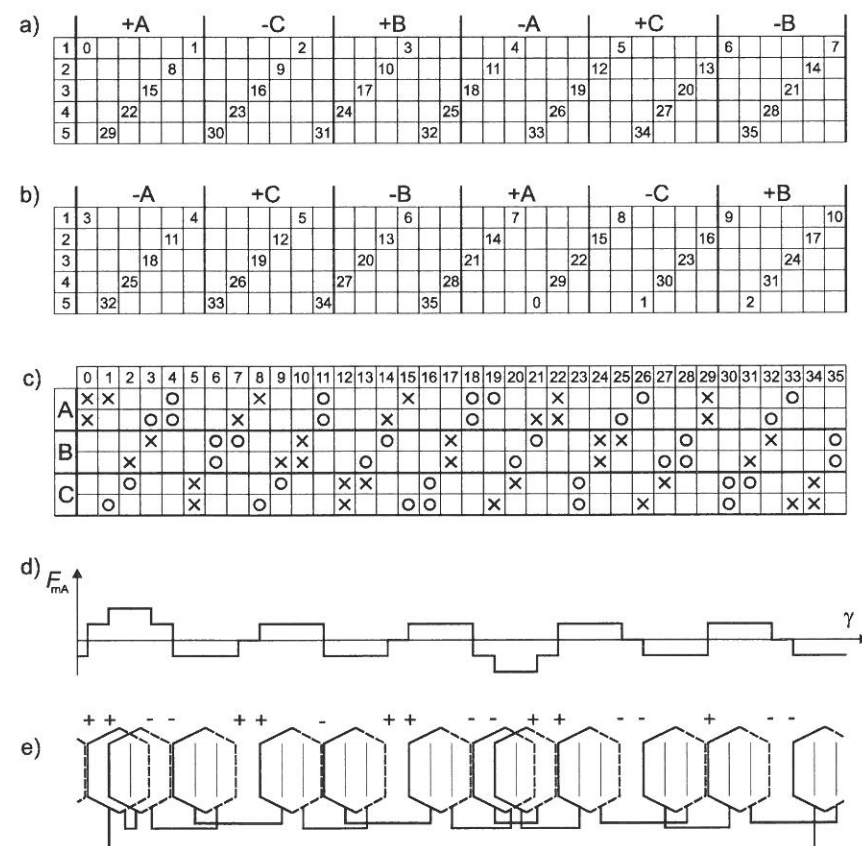 a) +A -C +B -A +C -B
1 0 1 2 3 4 5 6 7
2 8 9 10 11 12 13 14
3 15 16 17 18 19 20 21
4 22 23 24 25 26 27 28
5 29 30 31 32 33 34 35
b) -A +C -B +A -C +B
1 3 4 5 6 7 8 9 10
2 11 12 13 14 15 16 17
3 18 19 20 21 22 23 24
4 25 26 27 28 29 30 31
5 32 33 34 35 0 1 2
c) 0 1 2 3 4 5 6 7 8 9 10 11 12 13 14 15 16 17 18 19 20 21 22 23 24 25 26 27 28 29 30 31 32 33 34 35
A X X O X O X O O X O X O
X O O X O X O X X O X O
B X O O X O X O X X O X O
X O X X O X O X O O X O
C O X O X X O X O X O O X
O X O X O O X O X O X X
d) FmA γ
+ + - - + + - + + - - + + - - + - -
e)